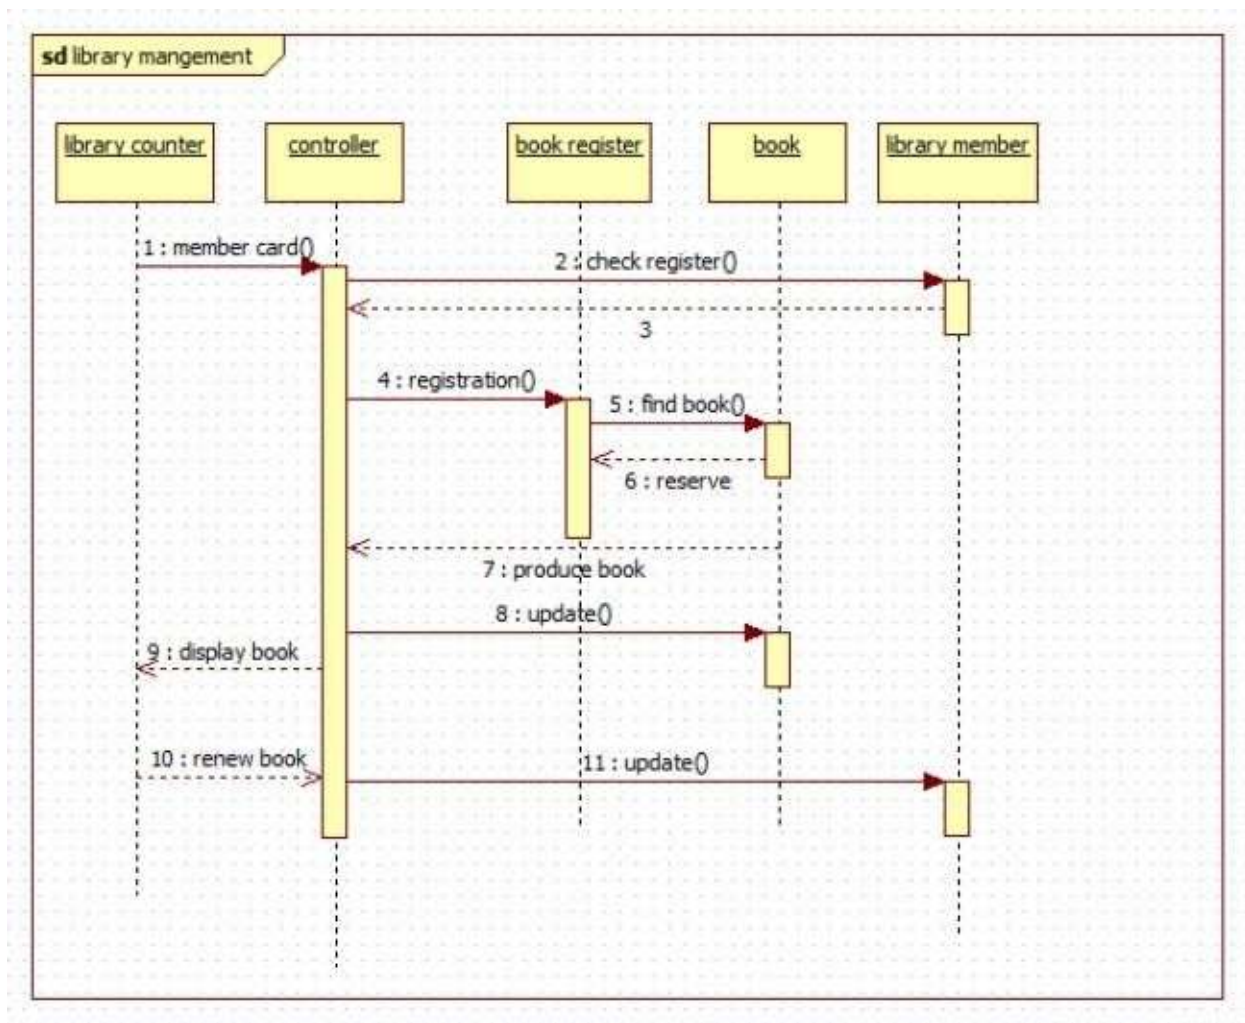 sd library mangement
library counter
controller
book register
book
library member
1 : member card()
2 : check register()
3
4 : registration()
5 : find book()
6 : reserve
7 : produce book
8 : update()
9 : display book
10 : renew book
11 : update()